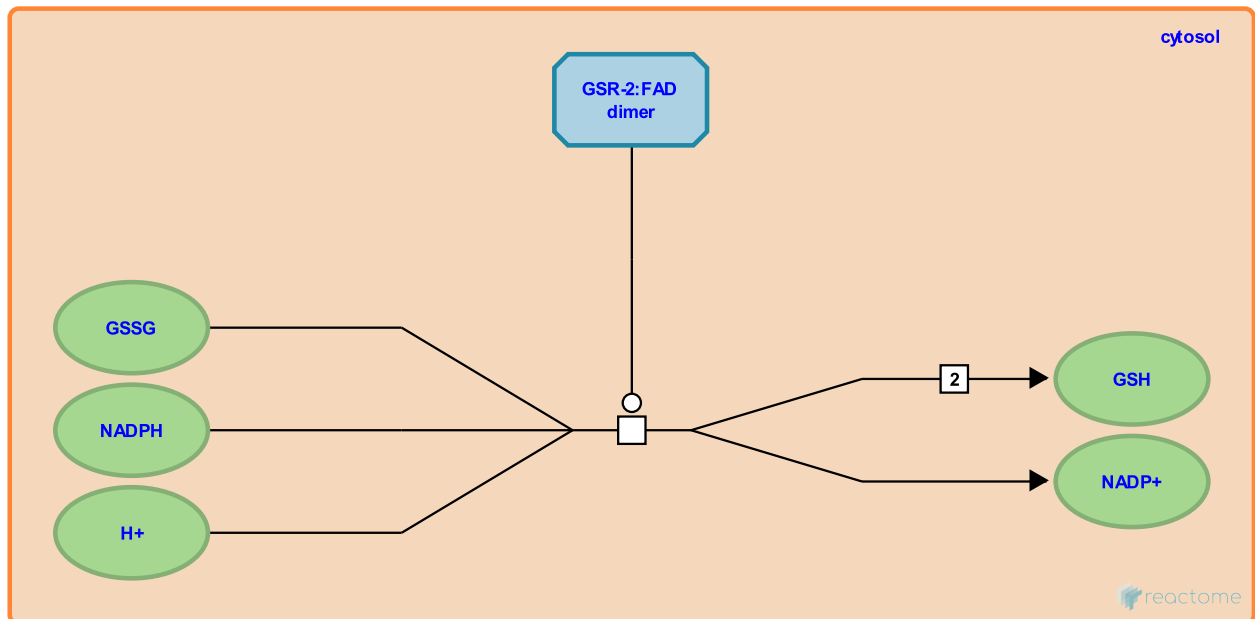 cytosol
GSR-2:FAD
dimer
GSSG
NADPH
H+
2
GSH
NADP+
reactome